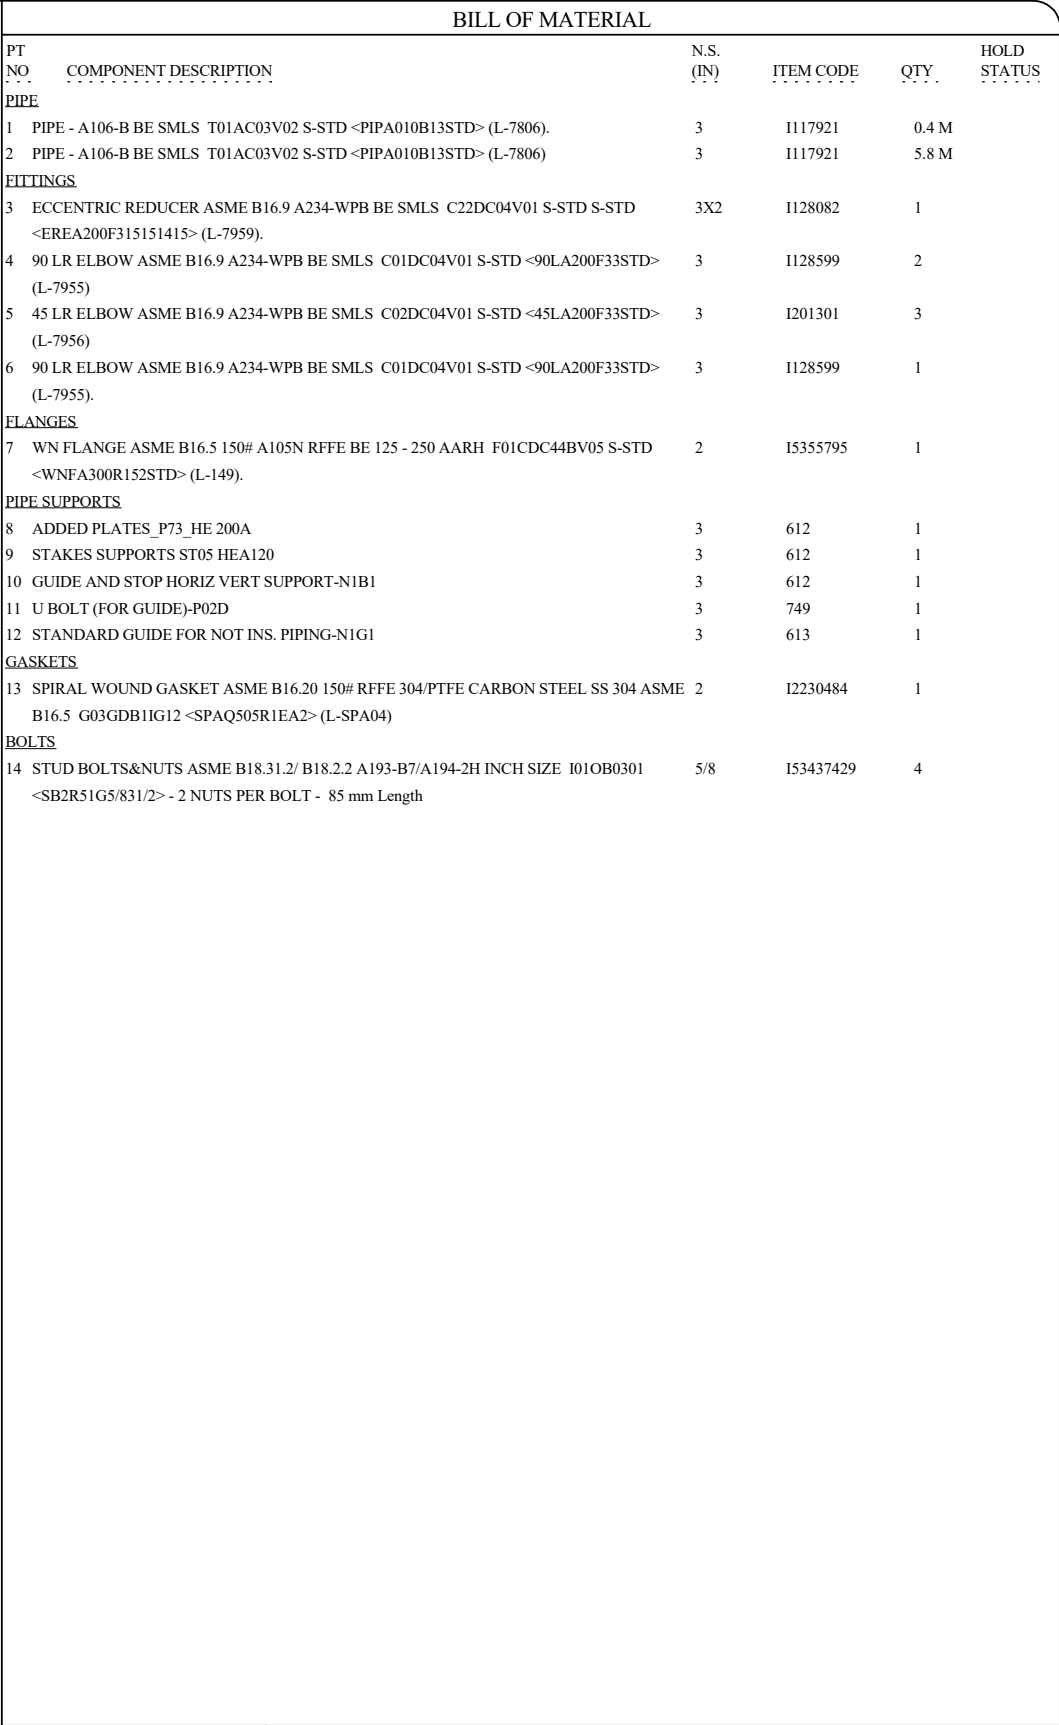 BILL OF MATERIAL
PT N.S. HOLD
NO COMPONENT DESCRIPTION (IN) ITEM CODE QTY STATUS
PIPE
1 PIPE - A106-B BE SMLS T01AC03V02 S-STD <PIPA010B13STD> (L-7806). 3 I117921 0.4 M
2 PIPE - A106-B BE SMLS T01AC03V02 S-STD <PIPA010B13STD> (L-7806) 3 I117921 5.8 M
FITTINGS
3 ECCENTRIC REDUCER ASME B16.9 A234-WPB BE SMLS C22DC04V01 S-STD S-STD 3X2 I128082 1
<EREA200F315151415> (L-7959).
4 90 LR ELBOW ASME B16.9 A234-WPB BE SMLS C01DC04V01 S-STD <90LA200F33STD> 3 I128599 2
(L-7955)
5 45 LR ELBOW ASME B16.9 A234-WPB BE SMLS C02DC04V01 S-STD <45LA200F33STD> 3 I201301 3
(L-7956)
6 90 LR ELBOW ASME B16.9 A234-WPB BE SMLS C01DC04V01 S-STD <90LA200F33STD> 3 I128599 1
(L-7955).
FLANGES
7 WN FLANGE ASME B16.5 150# A105N RFFE BE 125 - 250 AARH F01CDC44BV05 S-STD 2 I5355795 1
<WNFA300R152STD> (L-149).
PIPE SUPPORTS
8 ADDED PLATES_P73_HE 200A 3 612 1
9 STAKES SUPPORTS ST05 HEA120 3 612 1
10 GUIDE AND STOP HORIZ VERT SUPPORT-N1B1 3 612 1
11 U BOLT (FOR GUIDE)-P02D 3 749 1
12 STANDARD GUIDE FOR NOT INS. PIPING-N1G1 3 613 1
GASKETS
13 SPIRAL WOUND GASKET ASME B16.20 150# RFFE 304/PTFE CARBON STEEL SS 304 ASME 2 I2230484 1
B16.5 G03GDB1IG12 <SPAQ505R1EA2> (L-SPA04)
BOLTS
14 STUD BOLTS&NUTS ASME B18.31.2/ B18.2.2 A193-B7/A194-2H INCH SIZE I01OB0301 5/8 I53437429 4
<SB2R51G5/831/2> - 2 NUTS PER BOLT - 85 mm Length